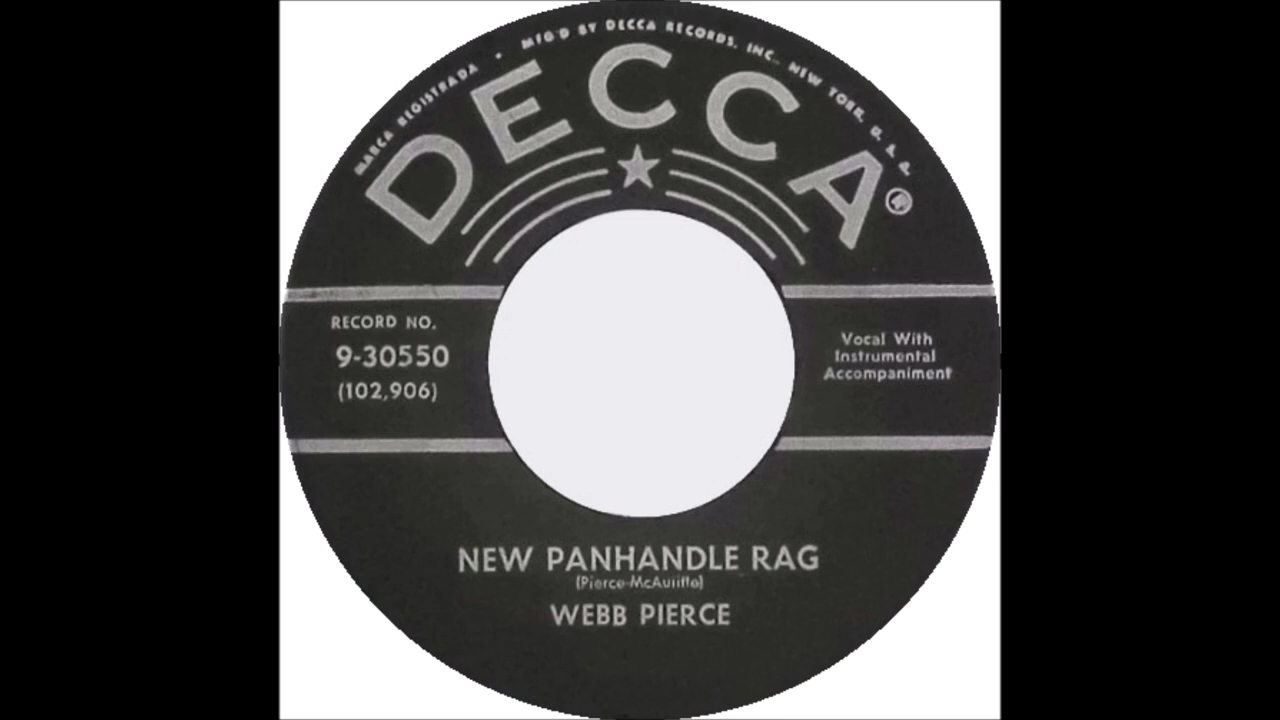 MARCA REGISTRADA • MFG'D BY DECCA RECORDS, INC., NEW YORK, U. S. A.
DECCA®
RECORD NO.
9-30550
(102,906)
Vocal With
Instrumental
Accompaniment
NEW PANHANDLE RAG
(Pierce-McAuliffe)
WEBB PIERCE